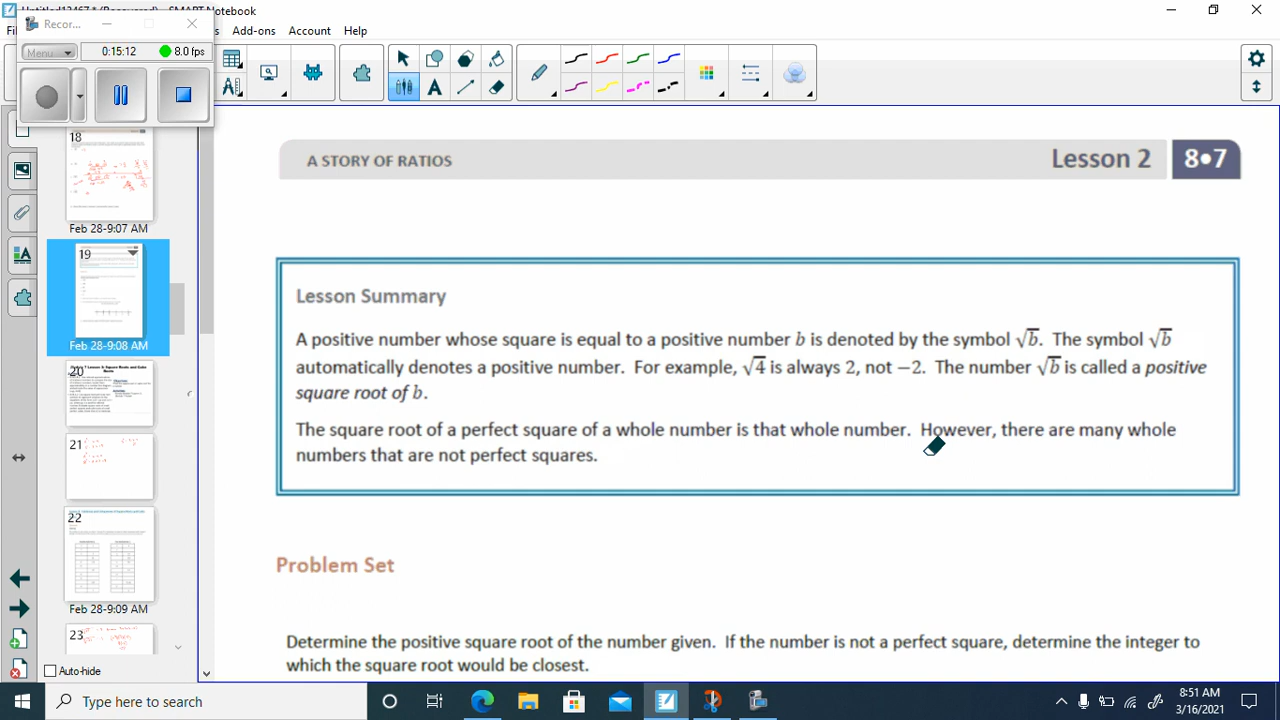 Untitled13467 * (Recovered) - SMART Notebook
Recor...
Add-ons Account Help
Menu 0:15:12 8.0 fps
18
Feb 28-9:07 AM
19
Feb 28-9:08 AM
20
21
22
Feb 28-9:09 AM
23
Auto-hide
A STORY OF RATIOS
Lesson 2 8•7
Lesson Summary
A positive number whose square is equal to a positive number b is denoted by the symbol √b. The symbol √b
automatically denotes a positive number. For example, √4 is always 2, not −2. The number √b is called a positive
square root of b.
The square root of a perfect square of a whole number is that whole number. However, there are many whole
numbers that are not perfect squares.
Problem Set
Determine the positive square root of the number given. If the number is not a perfect square, determine the integer to
which the square root would be closest.
Type here to search
8:51 AM
3/16/2021